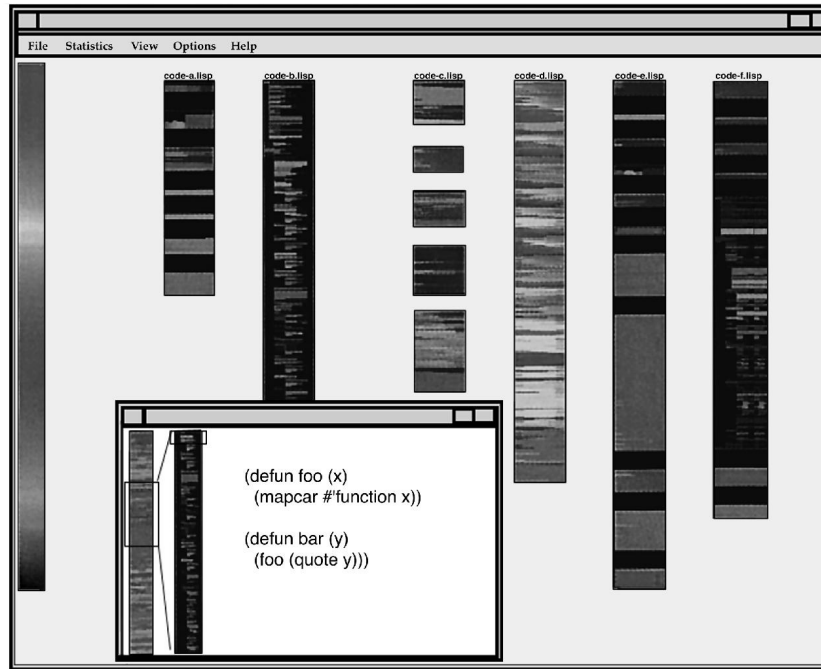 File Statistics View Options Help
code-a.lisp code-b.lisp code-c.lisp code-d.lisp code-e.lisp code-f.lisp
(defun foo (x)
(mapcar #'function x))
(defun bar (y)
(foo (quote y)))